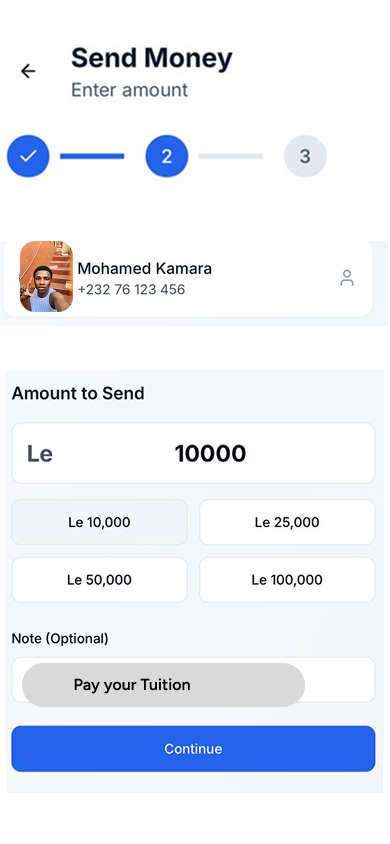 Send Money
Enter amount
2
3
Mohamed Kamara
+232 76 123 456
Amount to Send
Le 10000
Le 10,000
Le 25,000
Le 50,000
Le 100,000
Note (Optional)
Pay your Tuition
Continue